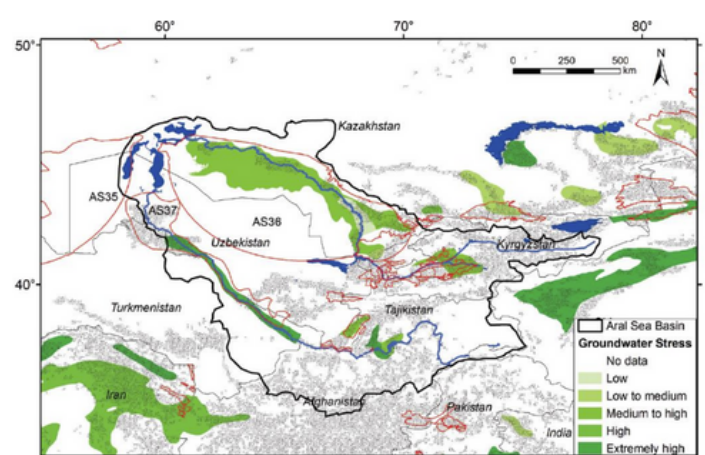 60°
70°
80°
50°
0 250 500
km
N
Kazakhstan
AS35
AS37
AS36
Uzbekistan
Kyrgyzstan
40°
Turkmenistan
Tajikistan
Iran
Afghanistan
Pakistan
India
Aral Sea Basin
Groundwater Stress
No data
Low
Low to medium
Medium to high
High
Extremely high